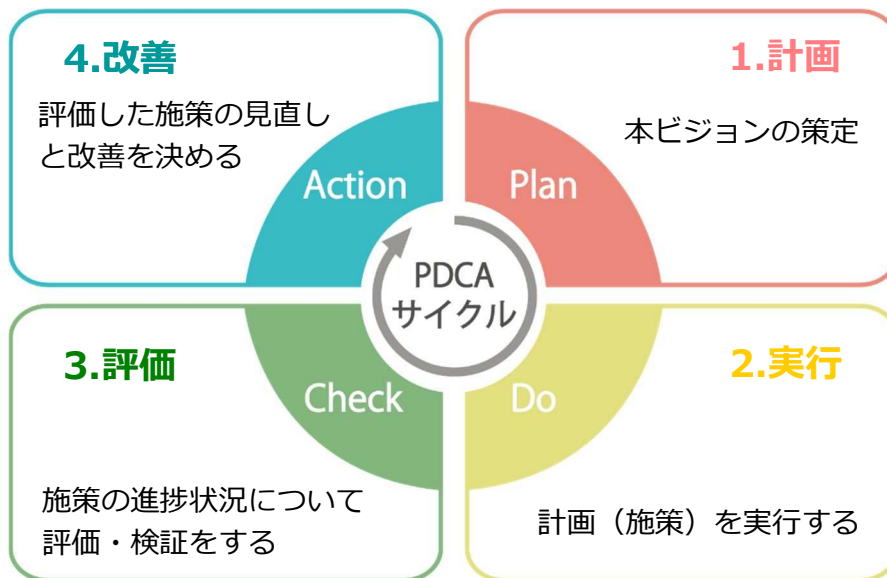 4.改善
評価した施策の見直し
と改善を決める
Action
1.計画
本ビジョンの策定
Plan
PDCA
サイクル
3.評価
Check
施策の進捗状況について
評価・検証をする
2.実行
Do
計画（施策）を実行する